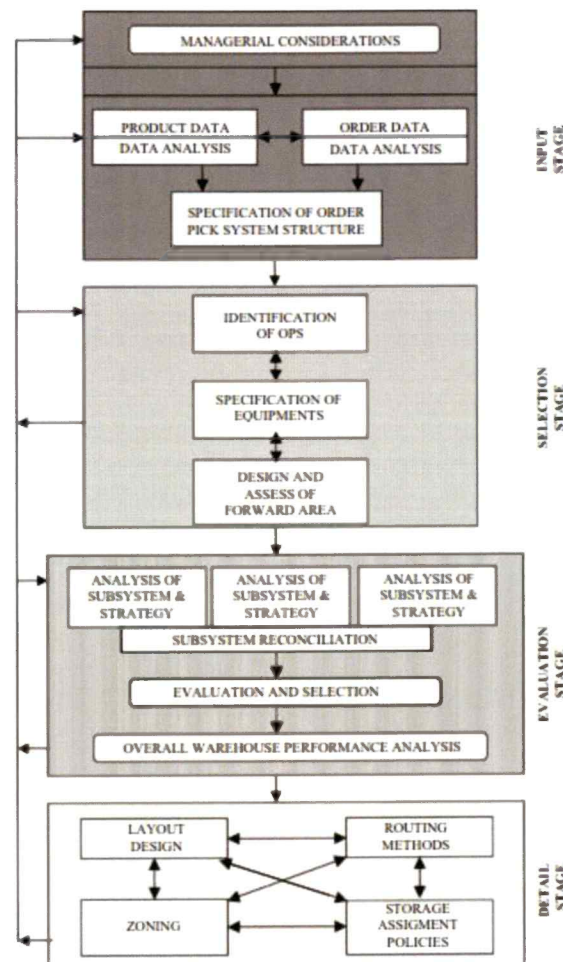 MANAGERIAL CONSIDERATIONS
PRODUCT DATA
DATA ANALYSIS
ORDER DATA
DATA ANALYSIS
SPECIFICATION OF ORDER
PICK SYSTEM STRUCTURE
INPUT
STAGE
IDENTIFICATION
OF OPS
SPECIFICATION OF
EQUIPMENTS
DESIGN AND
ASSESS OF
FORWARD AREA
SELECTION
STAGE
ANALYSIS OF
SUBSYSTEM &
STRATEGY
ANALYSIS OF
SUBSYSTEM &
STRATEGY
ANALYSIS OF
SUBSYSTEM &
STRATEGY
SUBSYSTEM RECONCILIATION
EVALUATION AND SELECTION
OVERALL WAREHOUSE PERFORMANCE ANALYSIS
EVALUATION
STAGE
LAYOUT
DESIGN
ROUTING
METHODS
ZONING
STORAGE
ASSIGMENT
POLICIES
DETAIL
STAGE